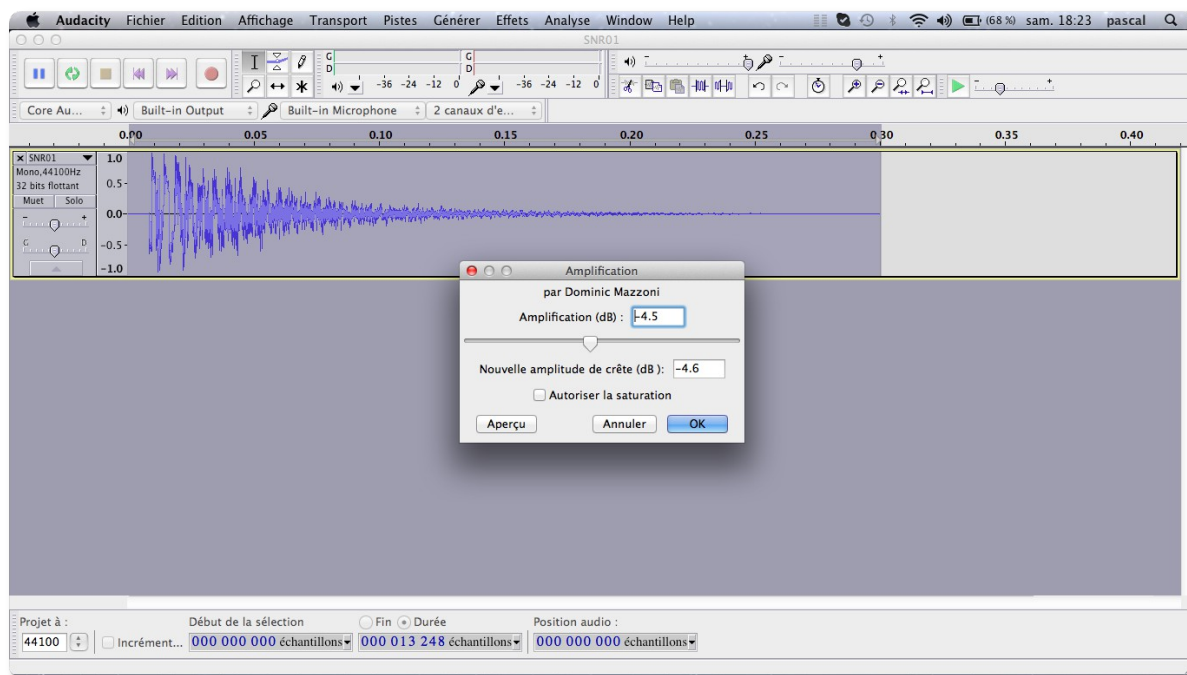 Audacity Fichier Edition Affichage Transport Pistes Générer Effets Analyse Window Help (68 %) sam. 18:23 pascal
SNR01
G
D
-36 -24 -12 0
G
D
-36 -24 -12 0
- +
- +
- +
Core Au... Built-in Output Built-in Microphone 2 canaux d'e...
0.00 0.05 0.10 0.15 0.20 0.25 0.30 0.35 0.40
SNR01
Mono,44100Hz
32 bits flottant
Muet Solo
- +
G D
1.0
0.5-
0.0-
-0.5-
-1.0
Amplification
par Dominic Mazzoni
Amplification (dB) : -4.5
Nouvelle amplitude de crête (dB ): -4.6
Autoriser la saturation
Aperçu Annuler OK
Projet à : Début de la sélection Fin Durée Position audio :
44100 Incrément... 000 000 000 échantillons 000 013 248 échantillons 000 000 000 échantillons